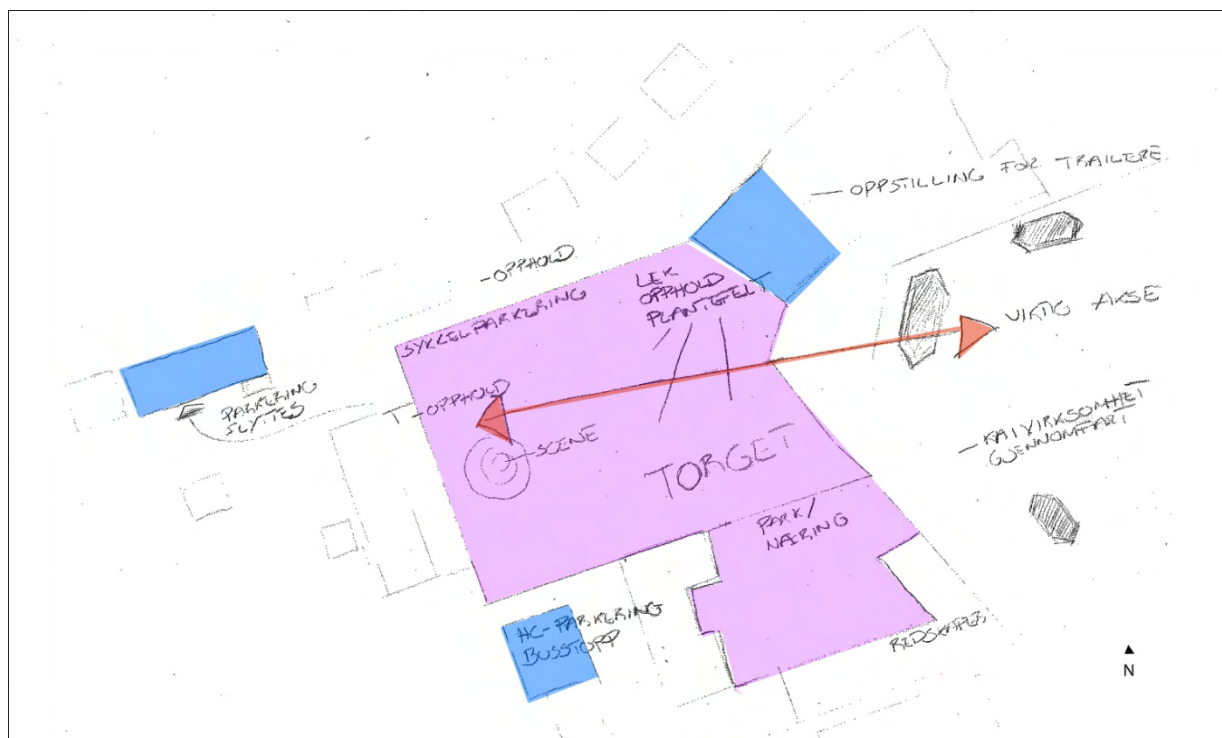 OPPSTILLING FOR TRAILERE
-OPPHOLD
LEK
OPPHOLD
PLANTEFELT
SYKKELPARKERING
VIKTIG AKSE
PARKERING
FLYTTES
-OPPHOLD
SCENE
TORGET
KAIVIRKSOMHET
GJENNOMFART
PARK/
NÆRING
HC-PARKERING
BUSSTOPP
N